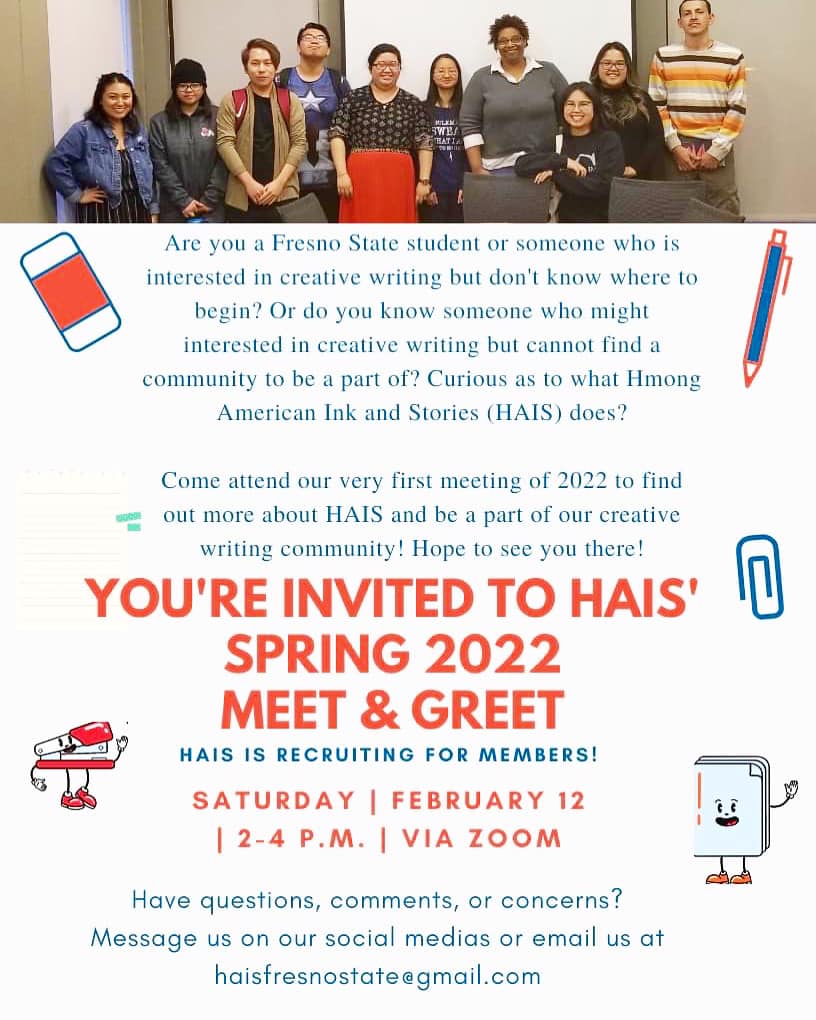 BULLDOG
SWEA
WHAT I A
Are you a Fresno State student or someone who is
interested in creative writing but don't know where to
begin? Or do you know someone who might
interested in creative writing but cannot find a
community to be a part of? Curious as to what Hmong
American Ink and Stories (HAIS) does?
Come attend our very first meeting of 2022 to find
out more about HAIS and be a part of our creative
writing community! Hope to see you there!
YOU'RE INVITED TO HAIS'
SPRING 2022
MEET & GREET
HAIS IS RECRUITING FOR MEMBERS!
SATURDAY | FEBRUARY 12
| 2-4 P.M. | VIA ZOOM
Have questions, comments, or concerns?
Message us on our social medias or email us at
haisfresnostate@gmail.com